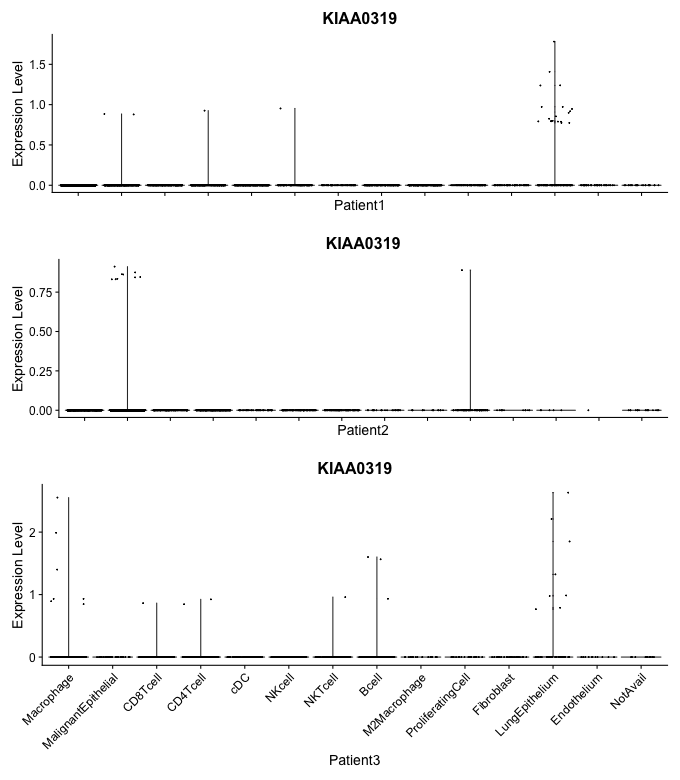 KIAA0319
Expression Level
1.5
1.0
0.5
0.0
Patient1
KIAA0319
Expression Level
0.75
0.50
0.25
0.00
Patient2
KIAA0319
Expression Level
2
1
0
Macrophage
MalignantEpithelial
CD8Tcell
CD4Tcell
cDC
NKcell
NKTcell
Bcell
M2Macrophage
ProliferatingCell
Fibroblast
LungEpithelium
Endothelium
NotAvail
Patient3